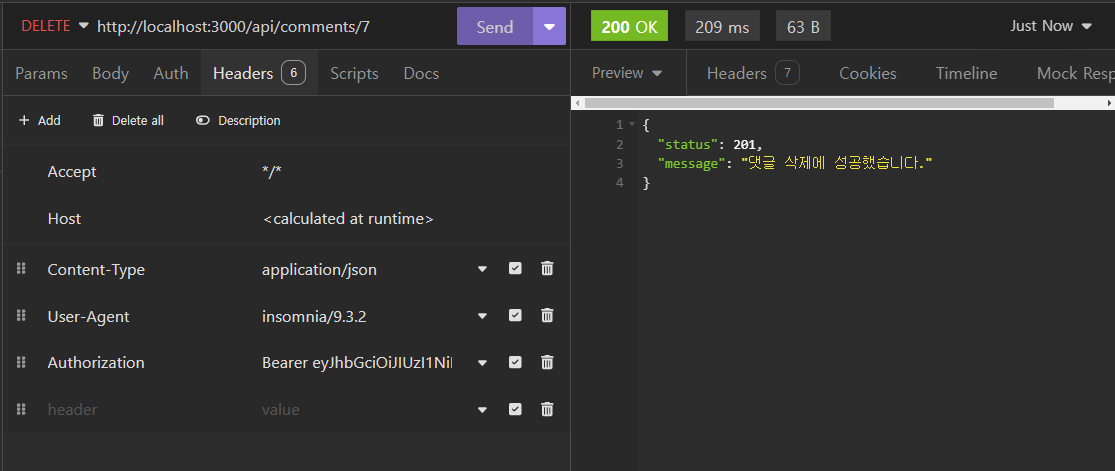 DELETE http://localhost:3000/api/comments/7 Send
200 OK 209 ms 63 B Just Now
Params Body Auth Headers 6 Scripts Docs
Preview Headers 7 Cookies Timeline Mock Resp
+ Add Delete all Description
Accept */*
Host <calculated at runtime>
Content-Type application/json
User-Agent insomnia/9.3.2
Authorization Bearer eyJhbGciOiJIUzI1NiI
header value
1 {
2 "status": 201,
3 "message": "댓글 삭제에 성공했습니다."
4 }